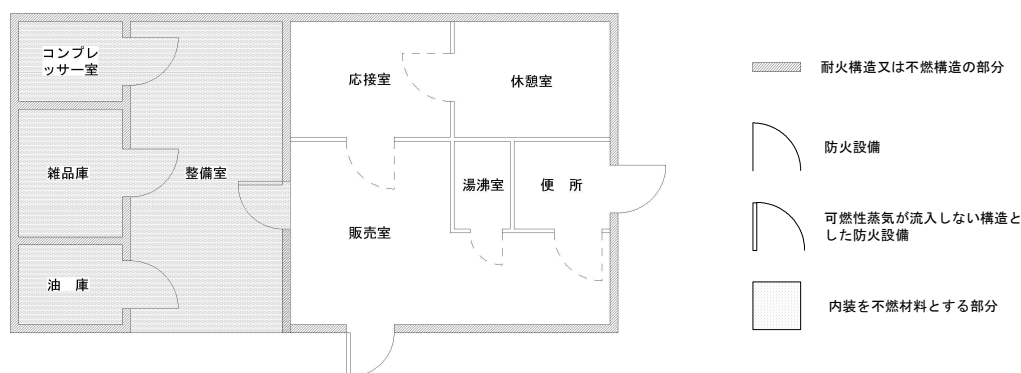 コンプレ
ッサー室
応接室
休憩室
雑品庫
整備室
湯沸室
便　所
販売室
油　庫
耐火構造又は不燃構造の部分
防火設備
可燃性蒸気が流入しない構造と
した防火設備
内装を不燃材料とする部分